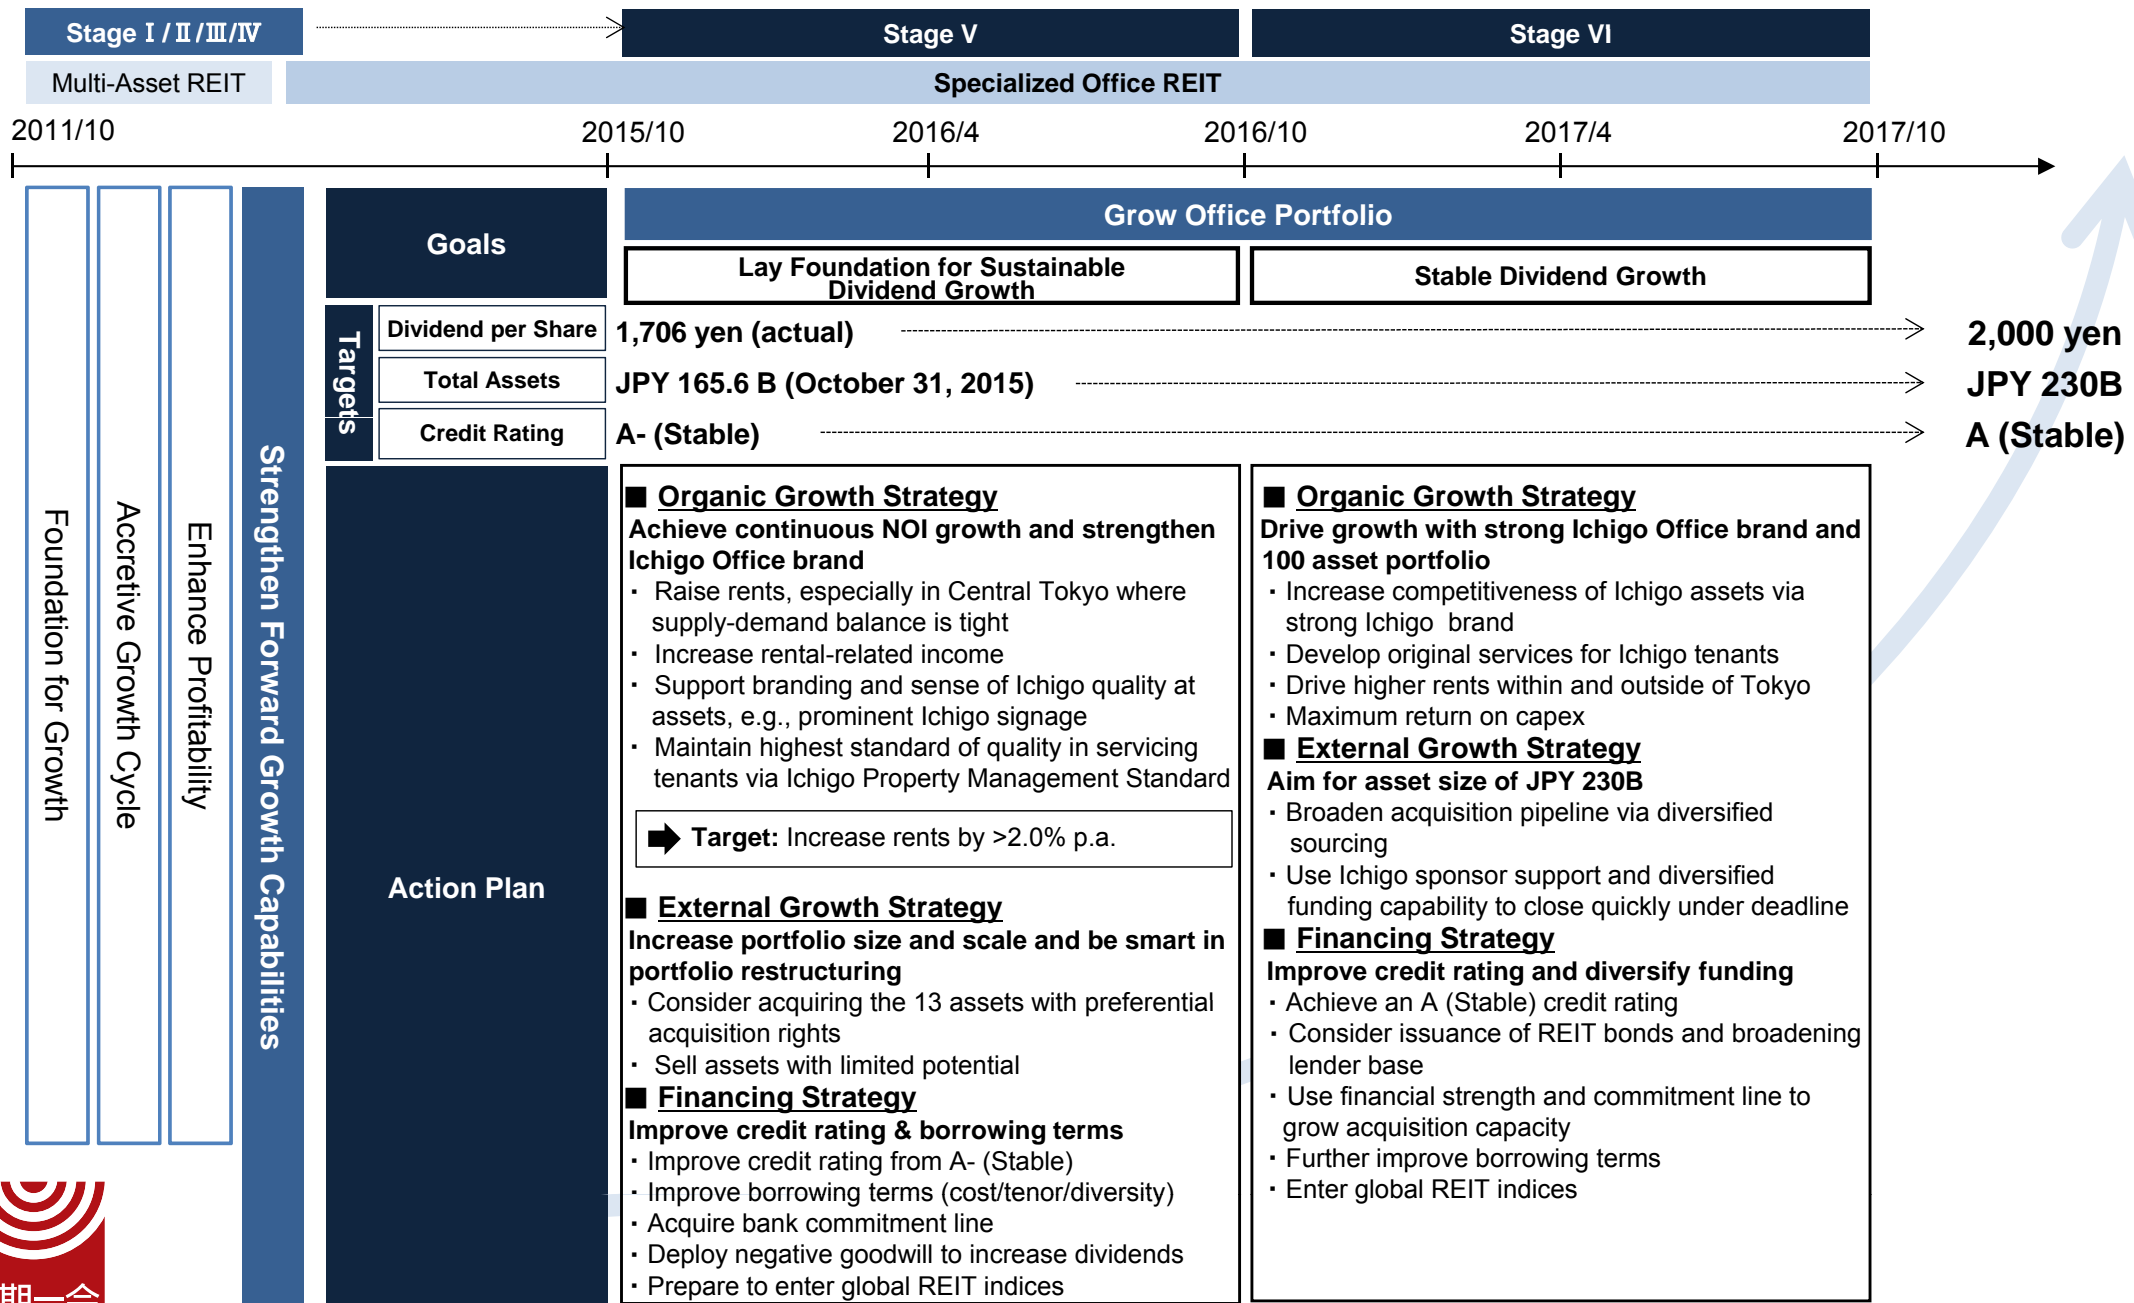 Stage Ⅰ/Ⅱ/Ⅲ/Ⅳ
Stage V
Stage VI
Multi-Asset REIT
Specialized Office REIT
2011/10
2015/10
2016/4
2016/10
2017/4
2017/10
Foundation for Growth
Accretive Growth Cycle
Enhance Profitability
Strengthen Forward Growth Capabilities
Goals
Grow Office Portfolio
Lay Foundation for Sustainable
Dividend Growth
Stable Dividend Growth
Targets
Dividend per Share
1,706 yen (actual)
2,000 yen
Total Assets
JPY 165.6 B (October 31, 2015)
JPY 230B
Credit Rating
A- (Stable)
A (Stable)
Action Plan
■ Organic Growth Strategy
Achieve continuous NOI growth and strengthen
Ichigo Office brand
・ Raise rents, especially in Central Tokyo where
supply-demand balance is tight
・ Increase rental-related income
・ Support branding and sense of Ichigo quality at
assets, e.g., prominent Ichigo signage
・ Maintain highest standard of quality in servicing
tenants via Ichigo Property Management Standard
Target: Increase rents by >2.0% p.a.
■ External Growth Strategy
Increase portfolio size and scale and be smart in
portfolio restructuring
・ Consider acquiring the 13 assets with preferential
acquisition rights
・ Sell assets with limited potential
■ Financing Strategy
Improve credit rating & borrowing terms
・ Improve credit rating from A- (Stable)
・ Improve borrowing terms (cost/tenor/diversity)
・ Acquire bank commitment line
・ Deploy negative goodwill to increase dividends
・ Prepare to enter global REIT indices
■ Organic Growth Strategy
Drive growth with strong Ichigo Office brand and
100 asset portfolio
・ Increase competitiveness of Ichigo assets via
strong Ichigo brand
・ Develop original services for Ichigo tenants
・ Drive higher rents within and outside of Tokyo
・ Maximum return on capex
■ External Growth Strategy
Aim for asset size of JPY 230B
・ Broaden acquisition pipeline via diversified
sourcing
・ Use Ichigo sponsor support and diversified
funding capability to close quickly under deadline
■ Financing Strategy
Improve credit rating and diversify funding
・ Achieve an A (Stable) credit rating
・ Consider issuance of REIT bonds and broadening
lender base
・ Use financial strength and commitment line to
grow acquisition capacity
・ Further improve borrowing terms
・ Enter global REIT indices
期一会